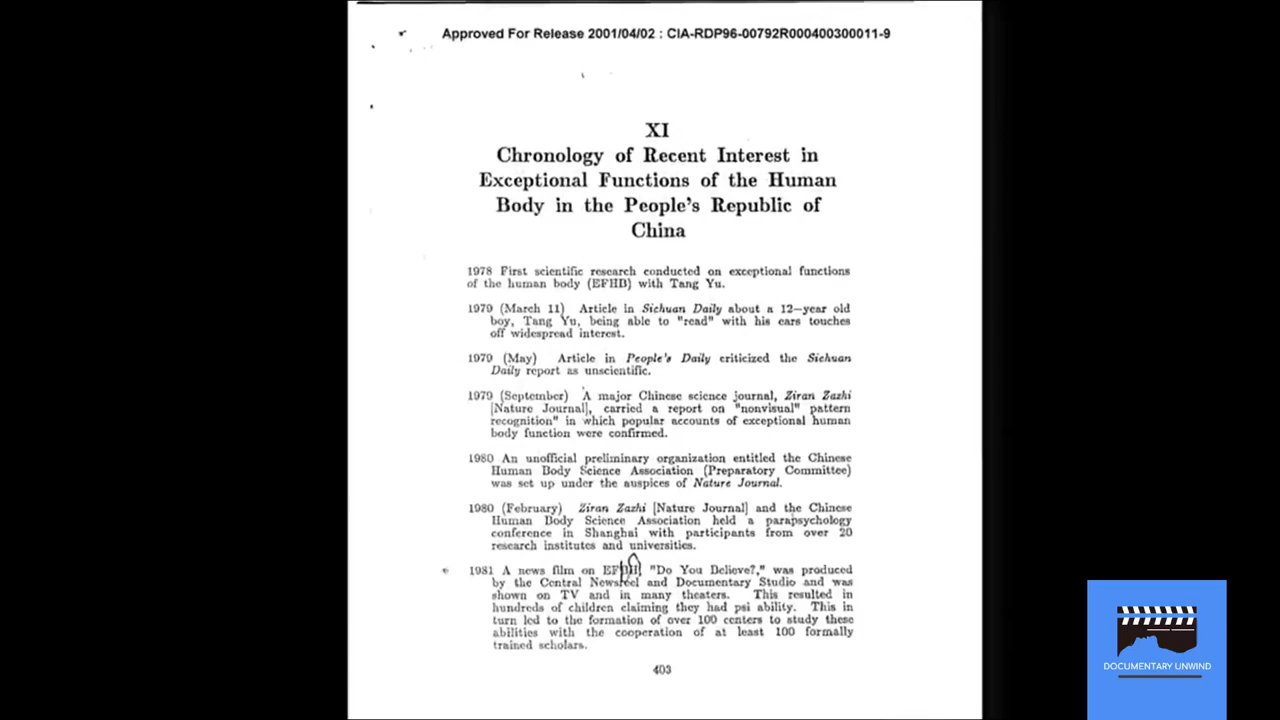 Approved For Release 2001/04/02 : CIA-RDP96-00792R000400300011-9
XI
Chronology of Recent Interest in
Exceptional Functions of the Human
Body in the People's Republic of
China
1978 First scientific research conducted on exceptional functions
of the human body (EFHB) with Tang Yu.
1979 (March 11) Article in Sichuan Daily about a 12-year old
boy, Tang Yu, being able to "read" with his ears touches
off widespread interest.
1979 (May) Article in People's Daily criticized the Sichuan
Daily report as unscientific.
1979 (September) A major Chinese science journal, Ziran Zazhi
[Nature Journal], carried a report on "nonvisual" pattern
recognition" in which popular accounts of exceptional human
body function were confirmed.
1980 An unofficial preliminary organization entitled the Chinese
Human Body Science Association (Preparatory Committee)
was set up under the auspices of Nature Journal.
1980 (February) Ziran Zazhi [Nature Journal] and the Chinese
Human Body Science Association held a parapsychology
conference in Shanghai with participants from over 20
research institutes and universities.
1981 A news film on "Do You Believe?," was produced
by the Central Newsreel and Documentary Studio and was
shown on TV and in many theaters. This resulted in
hundreds of children claiming they had psi ability. This in
turn led to the formation of over 100 centers to study these
abilities with the cooperation of at least 100 formally
trained scholars.
403
DOCUMENTARY UNWIND